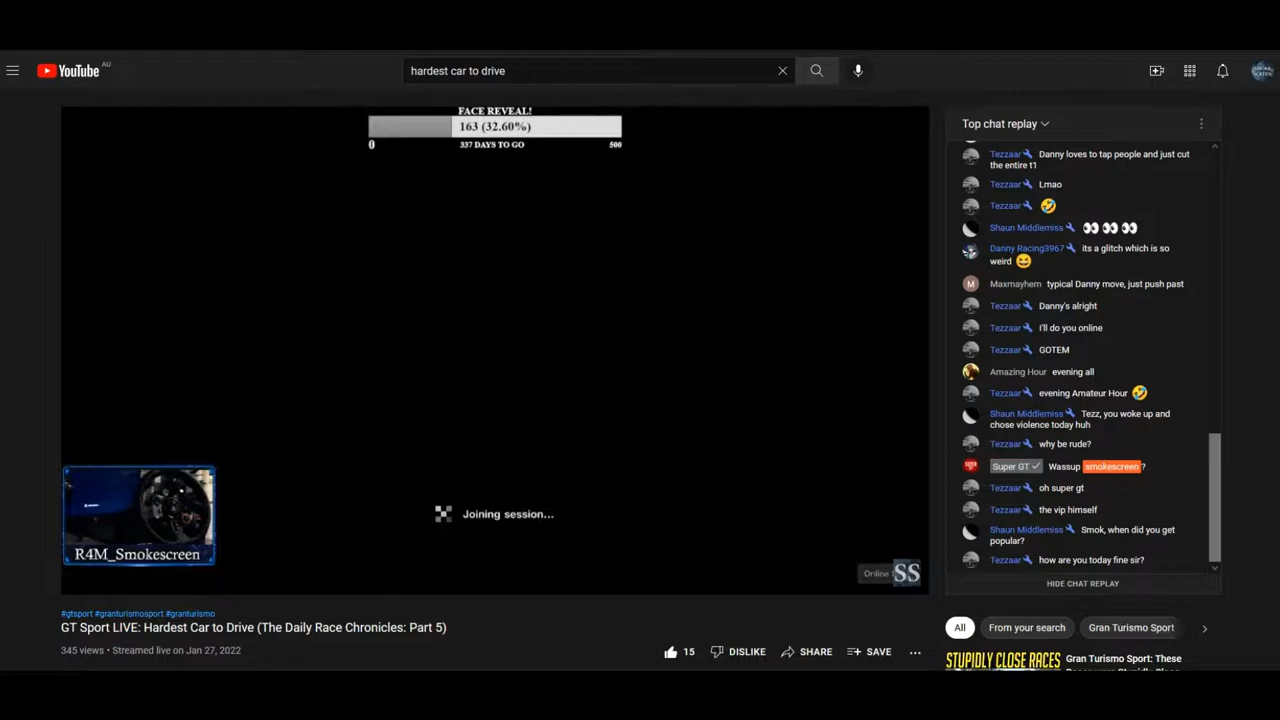 YouTube AU
hardest car to drive
FACE REVEAL!
163 (32.60%)
0 337 DAYS TO GO 500
Joining session...
R4M_Smokescreen
Online
SS
#gtsport #granturismosport #granturismo
GT Sport LIVE: Hardest Car to Drive (The Daily Race Chronicles: Part 5)
345 views • Streamed live on Jan 27, 2022
15 DISLIKE SHARE SAVE
Top chat replay
Tezzaar Danny loves to tap people and just cut
the entire t1
Tezzaar Lmao
Tezzaar 🤣
Shaun Middlemiss 👀 👀 👀
Danny Racing3967 its a glitch which is so
weird 😆
M Maxmayhem typical Danny move, just push past
Tezzaar Danny's alright
Tezzaar I'll do you online
Tezzaar GOTEM
Amazing Hour evening all
Tezzaar evening Amateur Hour 🤣
Shaun Middlemiss Tezz, you woke up and
chose violence today huh
Tezzaar why be rude?
Super GT Wassup smokescreen?
Tezzaar oh super gt
Tezzaar the vip himself
Shaun Middlemiss Smok, when did you get
popular?
Tezzaar how are you today fine sir?
HIDE CHAT REPLAY
All From your search Gran Turismo Sport
STUPIDLY CLOSE RACES
Gran Turismo Sport: These
Races were Stupidly Close